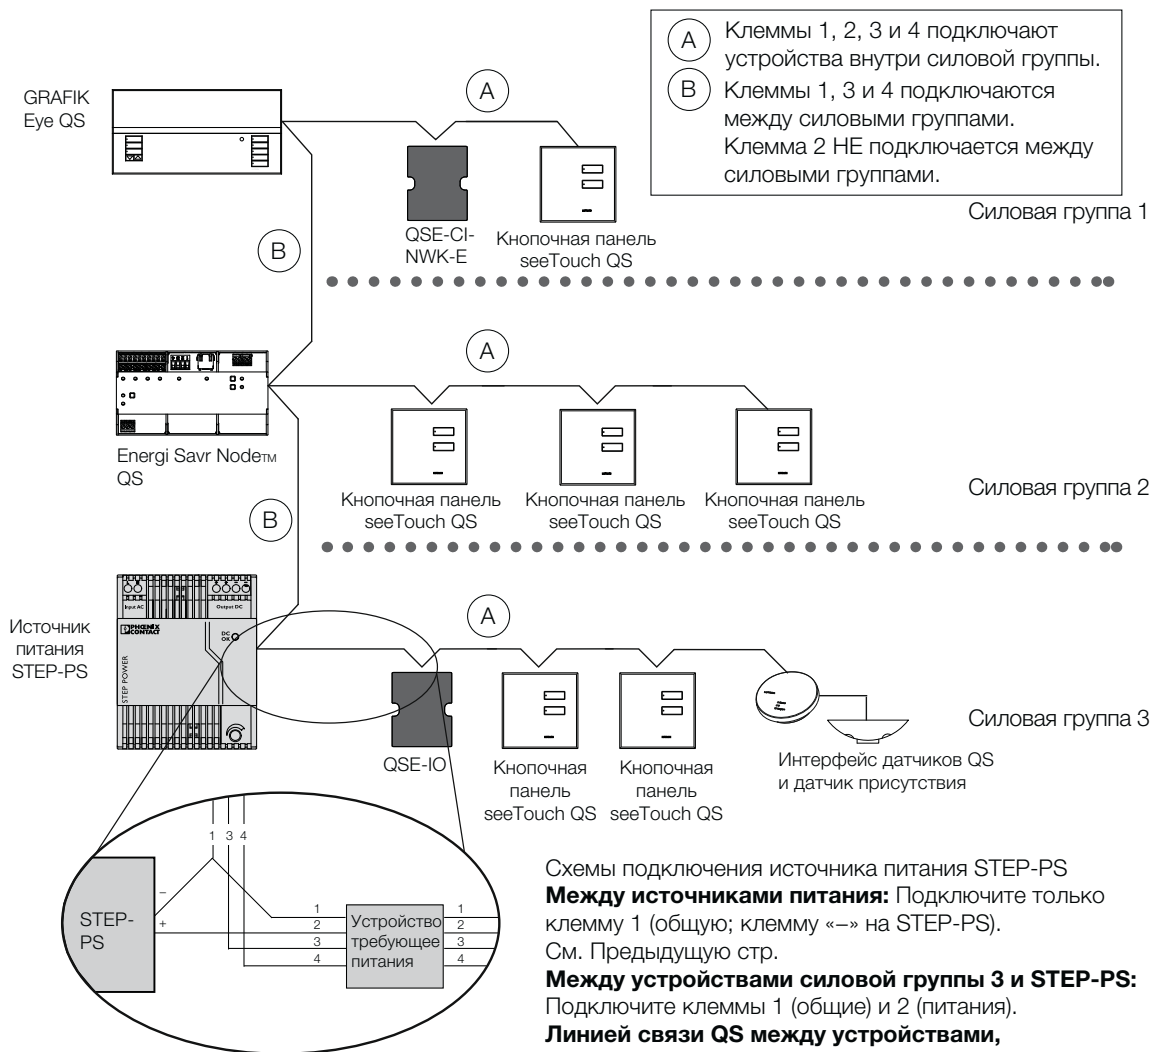 A Клеммы 1, 2, 3 и 4 подключают
устройства внутри силовой группы.
B Клеммы 1, 3 и 4 подключаются
между силовыми группами.
Клемма 2 НЕ подключается между
силовыми группами.
GRAFIK
Eye QS
A
QSE-CI-
NWK-E
Кнопочная панель
seeTouch QS
Силовая группа 1
B
A
Energi Savr Node™
QS
Кнопочная панель
seeTouch QS
Кнопочная панель
seeTouch QS
Кнопочная панель
seeTouch QS
Силовая группа 2
B
Источник
питания
STEP-PS
Input AC
Output DC
PHŒNIX
CONTACT
DC
OK
STEP POWER
A
QSE-IO
Кнопочная
панель
seeTouch QS
Кнопочная
панель
seeTouch QS
Интерфейс датчиков QS
и датчик присутствия
Силовая группа 3
1 3 4
STEP-
PS
–
+
1
2
3
4
Устройство
требующее
питания
1
2
3
4
Схемы подключения источника питания STEP-PS
Между источниками питания: Подключите только
клемму 1 (общую; клемму «–» на STEP-PS).
См. Предыдущую стр.
Между устройствами силовой группы 3 и STEP-PS:
Подключите клеммы 1 (общие) и 2 (питания).
Линией связи QS между устройствами,